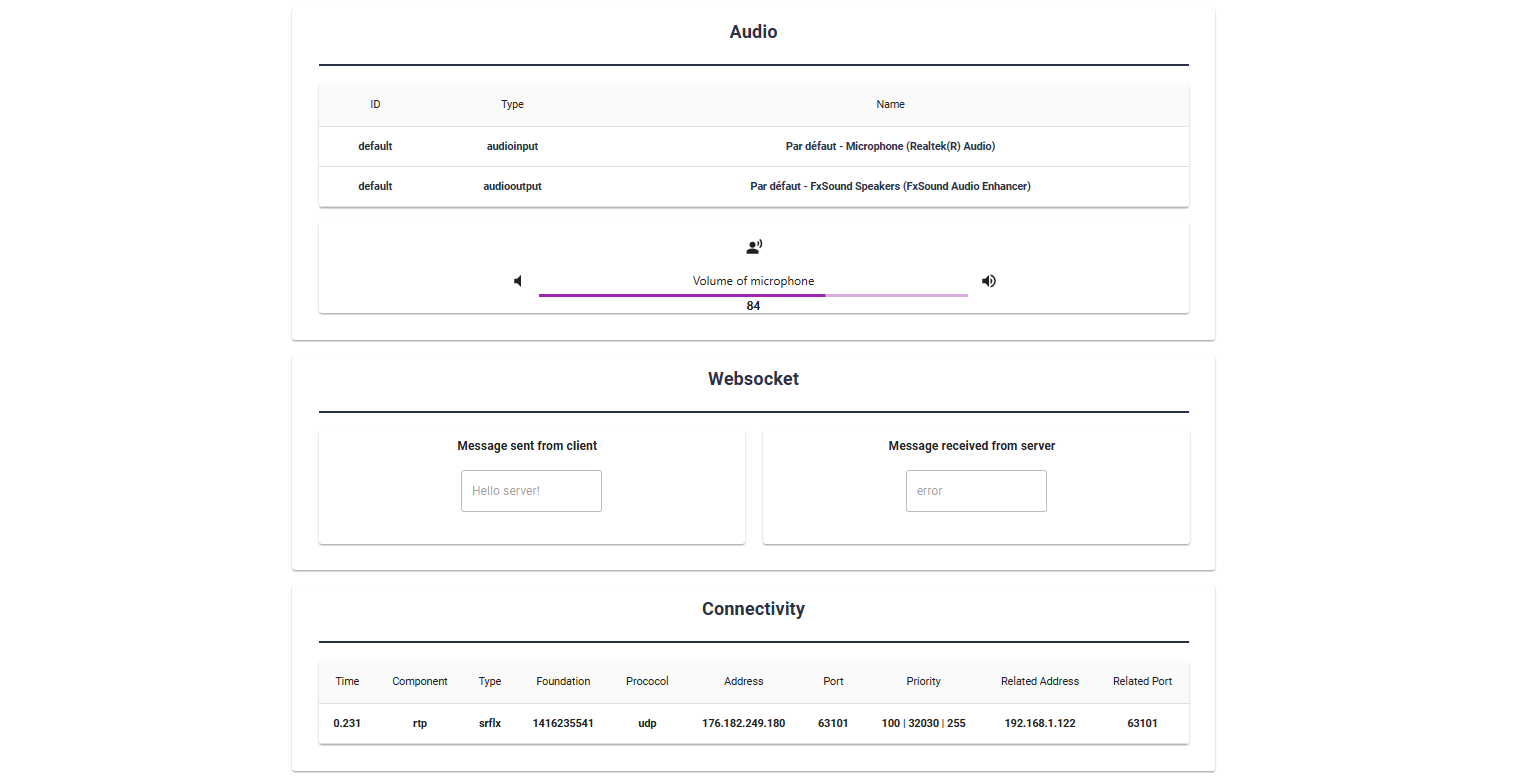 Audio
ID Type Name
default audioinput Par défaut - Microphone (Realtek(R) Audio)
default audiooutput Par défaut - FxSound Speakers (FxSound Audio Enhancer)
Volume of microphone
84
Websocket
Message sent from client
Hello server!
Message received from server
error
Connectivity
Time Component Type Foundation Prococol Address Port Priority Related Address Related Port
0.231 rtp srflx 1416235541 udp 176.182.249.180 63101 100 | 32030 | 255 192.168.1.122 63101